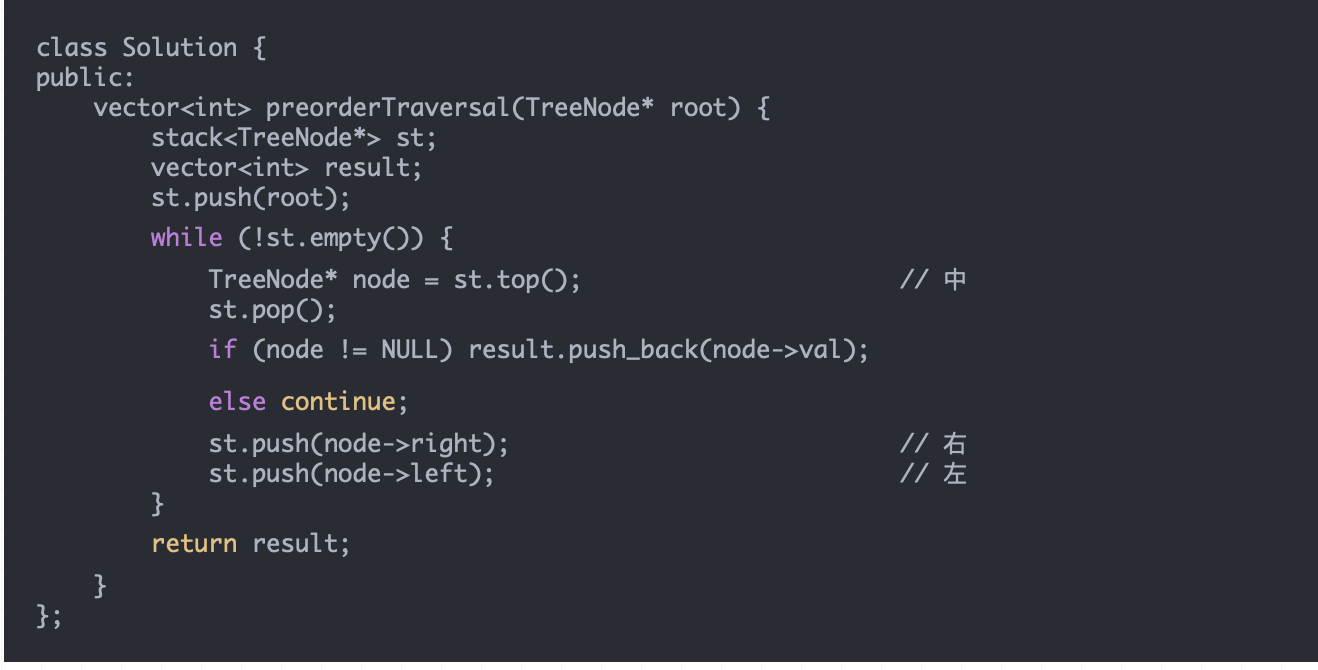 class Solution {
public:
    vector<int> preorderTraversal(TreeNode* root) {
        stack<TreeNode*> st;
        vector<int> result;
        st.push(root);
        while (!st.empty()) {
            TreeNode* node = st.top();                      // 中
            st.pop();
            if (node != NULL) result.push_back(node->val);
            else continue;
            st.push(node->right);                           // 右
            st.push(node->left);                            // 左
        }
        return result;
    }
};